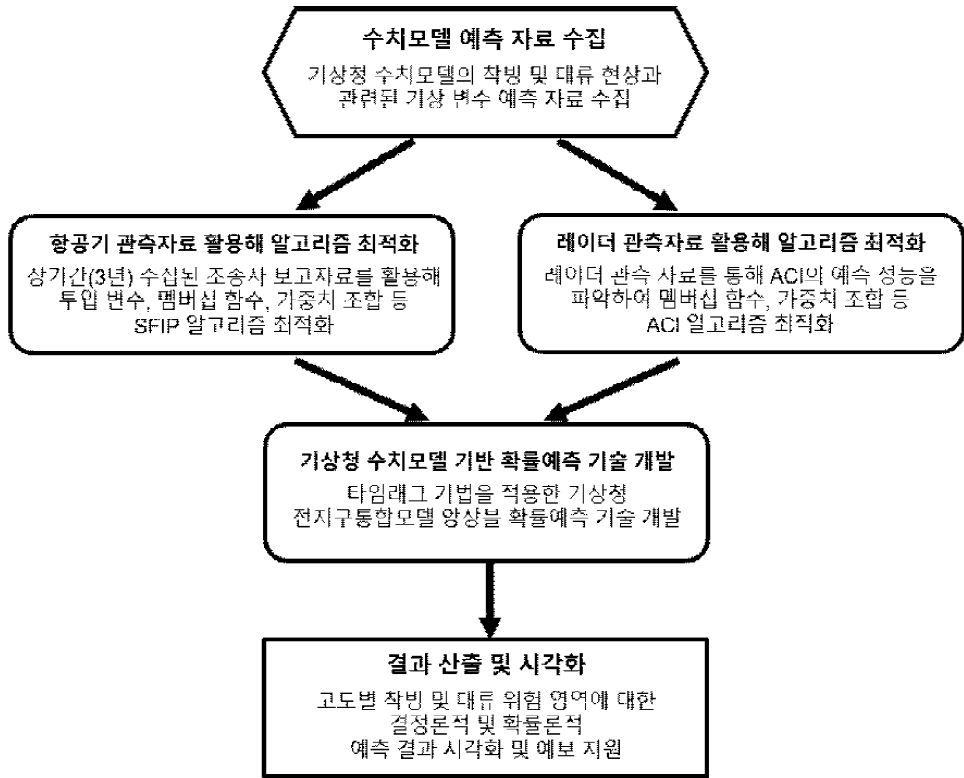 수치모델 예측 자료 수집
기상청 수치모델의 착빙 및 대류 현상과
관련된 기상 변수 예측 자료 수집
항공기 관측자료 활용해 알고리즘 최적화
장기간(3년) 수집된 조종사 보고자료를 활용해
투입 변수, 멤버십 함수, 가중치 조합 등
SFIP 알고리즘 최적화
레이더 관측자료 활용해 알고리즘 최적화
레이더 관측 자료를 통해 ACI의 예측 성능을
파악하여 멤버십 함수, 가중치 조합 등
ACI 알고리즘 최적화
기상청 수치모델 기반 확률예측 기술 개발
타임래그 기법을 적용한 기상청
전지구통합모델 앙상블 확률예측 기술 개발
결과 산출 및 시각화
고도별 착빙 및 대류 위험 영역에 대한
결정론적 및 확률론적
예측 결과 시각화 및 예보 지원